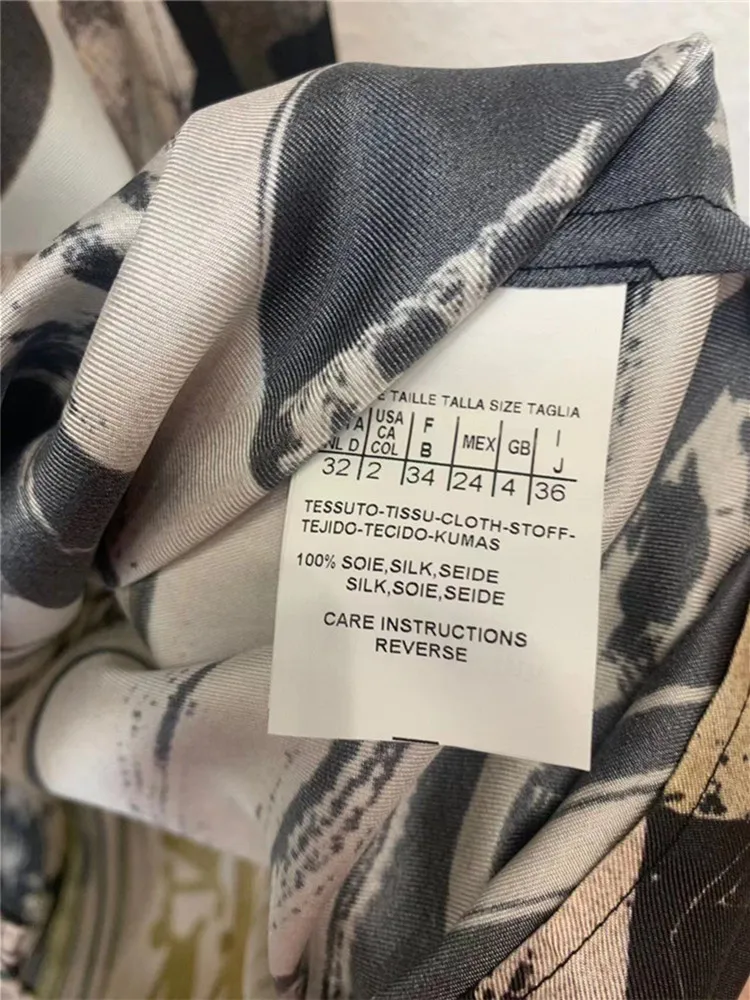 TAILLE TALLA SIZE TAGLIA
USA F I
CA MEX GB
D COL B J
32 2 34 24 4 36
TESSUTO-TISSU-CLOTH-STOFF-
TEJIDO-TECIDO-KUMAS
100% SOIE,SILK,SEIDE
SILK,SOIE,SEIDE
CARE INSTRUCTIONS
REVERSE